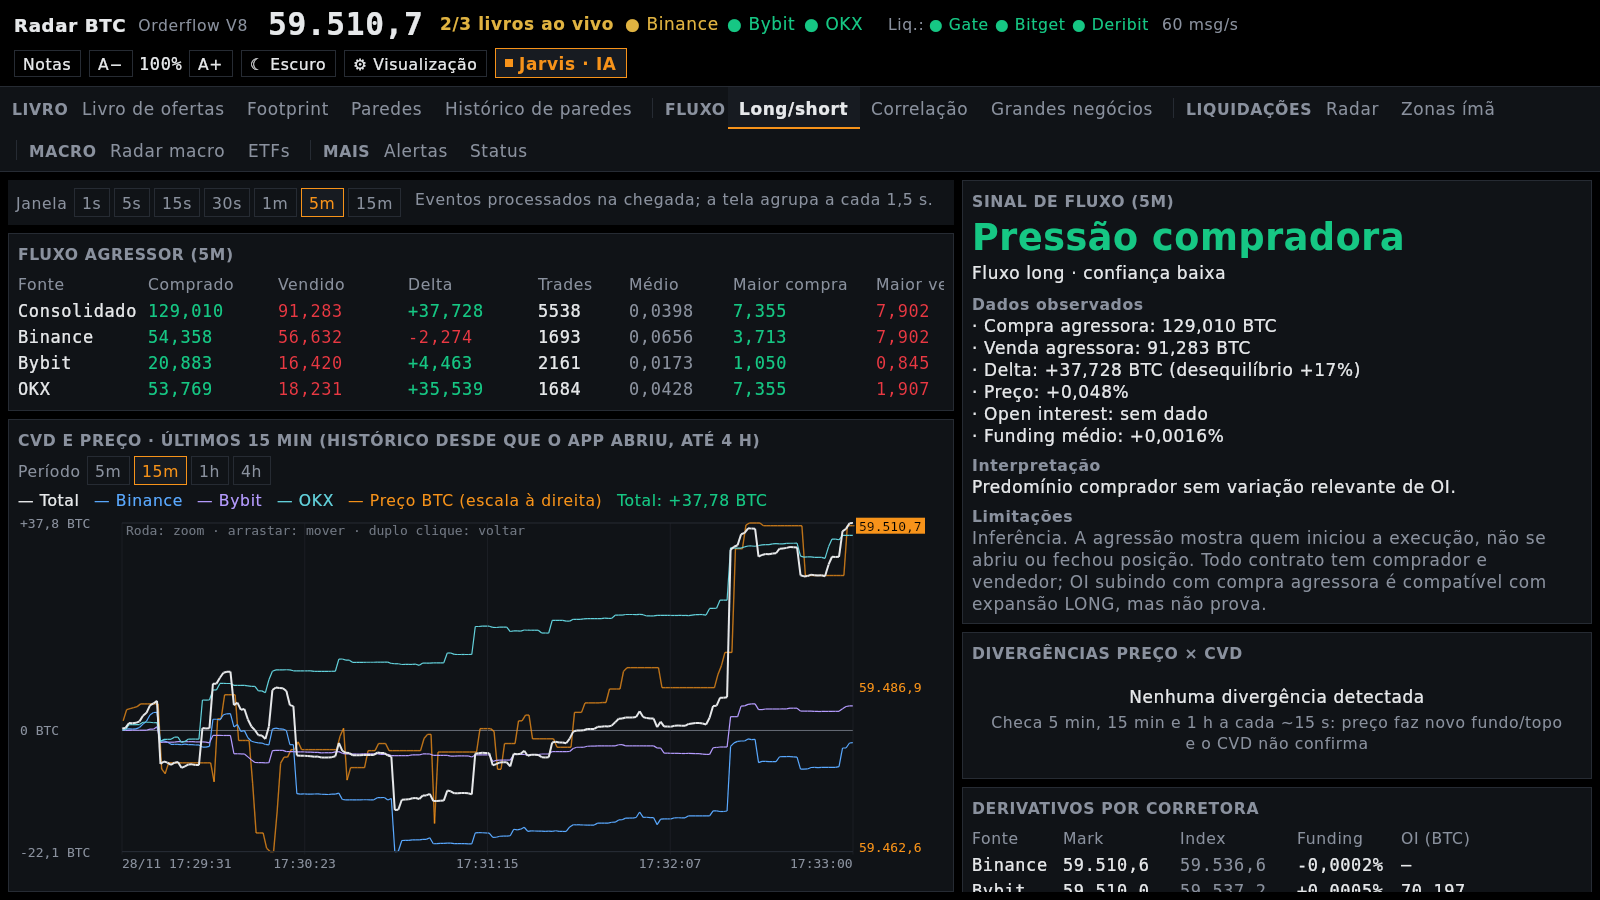 Radar BTC Orderflow V8 59.510,7 2/3 livros ao vivo ● Binance ● Bybit ● OKX Liq.: ● Gate ● Bitget ● Deribit 60 msg/s
Notas A− 100% A+ ☾ Escuro ⚙ Visualização ■ Jarvis · IA
LIVRO Livro de ofertas Footprint Paredes Histórico de paredes FLUXO Long/short Correlação Grandes negócios LIQUIDAÇÕES Radar Zonas ímã
MACRO Radar macro ETFs MAIS Alertas Status
Janela 1s 5s 15s 30s 1m 5m 15m Eventos processados na chegada; a tela agrupa a cada 1,5 s.
FLUXO AGRESSOR (5M)
Fonte Comprado Vendido Delta Trades Médio Maior compra Maior ve
Consolidado 129,010 91,283 +37,728 5538 0,0398 7,355 7,902
Binance 54,358 56,632 -2,274 1693 0,0656 3,713 7,902
Bybit 20,883 16,420 +4,463 2161 0,0173 1,050 0,845
OKX 53,769 18,231 +35,539 1684 0,0428 7,355 1,907
CVD E PREÇO · ÚLTIMOS 15 MIN (HISTÓRICO DESDE QUE O APP ABRIU, ATÉ 4 H)
Período 5m 15m 1h 4h
— Total — Binance — Bybit — OKX — Preço BTC (escala à direita) Total: +37,78 BTC
+37,8 BTC
Roda: zoom · arrastar: mover · duplo clique: voltar
59.510,7
59.486,9
0 BTC
59.462,6
-22,1 BTC
28/11 17:29:31 17:30:23 17:31:15 17:32:07 17:33:00
SINAL DE FLUXO (5M)
Pressão compradora
Fluxo long · confiança baixa
Dados observados
· Compra agressora: 129,010 BTC
· Venda agressora: 91,283 BTC
· Delta: +37,728 BTC (desequilíbrio +17%)
· Preço: +0,048%
· Open interest: sem dado
· Funding médio: +0,0016%
Interpretação
Predomínio comprador sem variação relevante de OI.
Limitações
Inferência. A agressão mostra quem iniciou a execução, não se
abriu ou fechou posição. Todo contrato tem comprador e
vendedor; OI subindo com compra agressora é compatível com
expansão LONG, mas não prova.
DIVERGÊNCIAS PREÇO × CVD
Nenhuma divergência detectada
Checa 5 min, 15 min e 1 h a cada ~15 s: preço faz novo fundo/topo
e o CVD não confirma
DERIVATIVOS POR CORRETORA
Fonte Mark Index Funding OI (BTC)
Binance 59.510,6 59.536,6 -0,0002% —
Bybit 59.510,0 59.537,2 +0,0005% 70.197